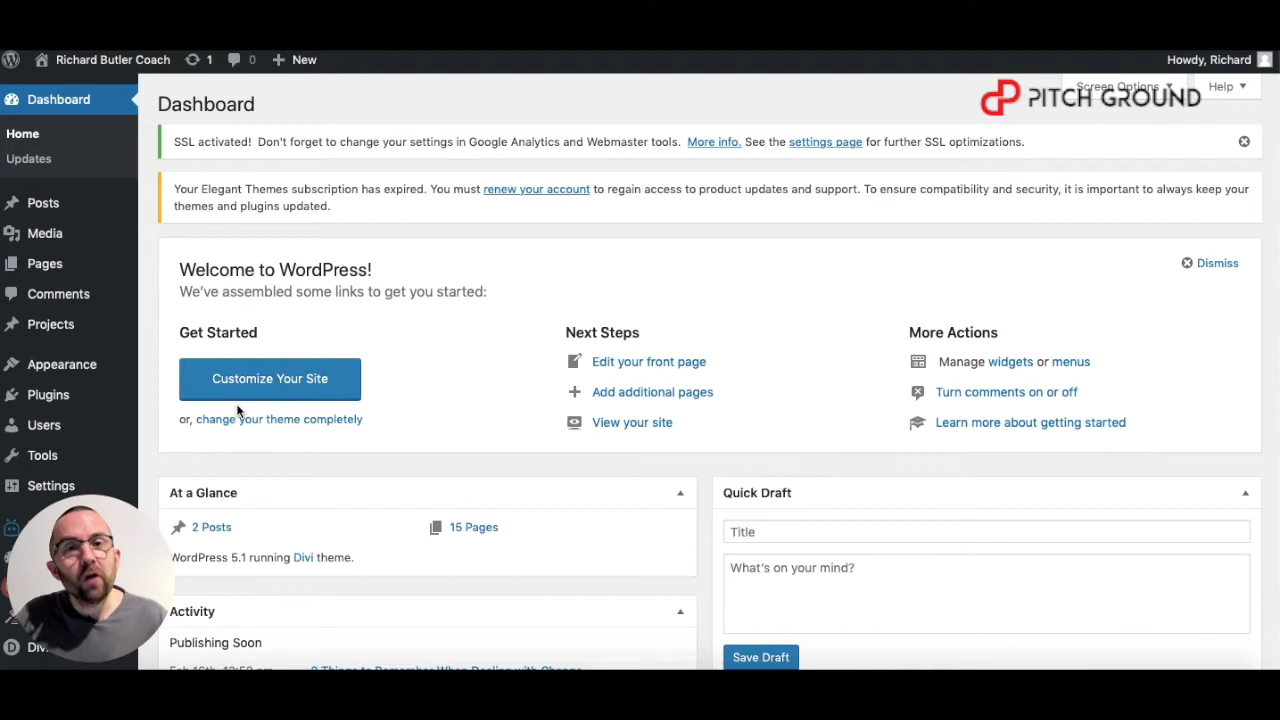 Richard Butler Coach 1 0 New Howdy, Richard
Dashboard
Home
Updates
Posts
Media
Pages
Comments
Projects
Appearance
Plugins
Users
Tools
Settings
Screen Options Help
PITCH GROUND
Dashboard
SSL activated! Don't forget to change your settings in Google Analytics and Webmaster tools. More info. See the settings page for further SSL optimizations.
Your Elegant Themes subscription has expired. You must renew your account to regain access to product updates and support. To ensure compatibility and security, it is important to always keep your
themes and plugins updated.
Welcome to WordPress!
We've assembled some links to get you started:
Dismiss
Get Started
Customize Your Site
or, change your theme completely
Next Steps
Edit your front page
Add additional pages
View your site
More Actions
Manage widgets or menus
Turn comments on or off
Learn more about getting started
At a Glance
2 Posts 15 Pages
WordPress 5.1 running Divi theme.
Activity
Publishing Soon
Quick Draft
Title
What's on your mind?
Save Draft